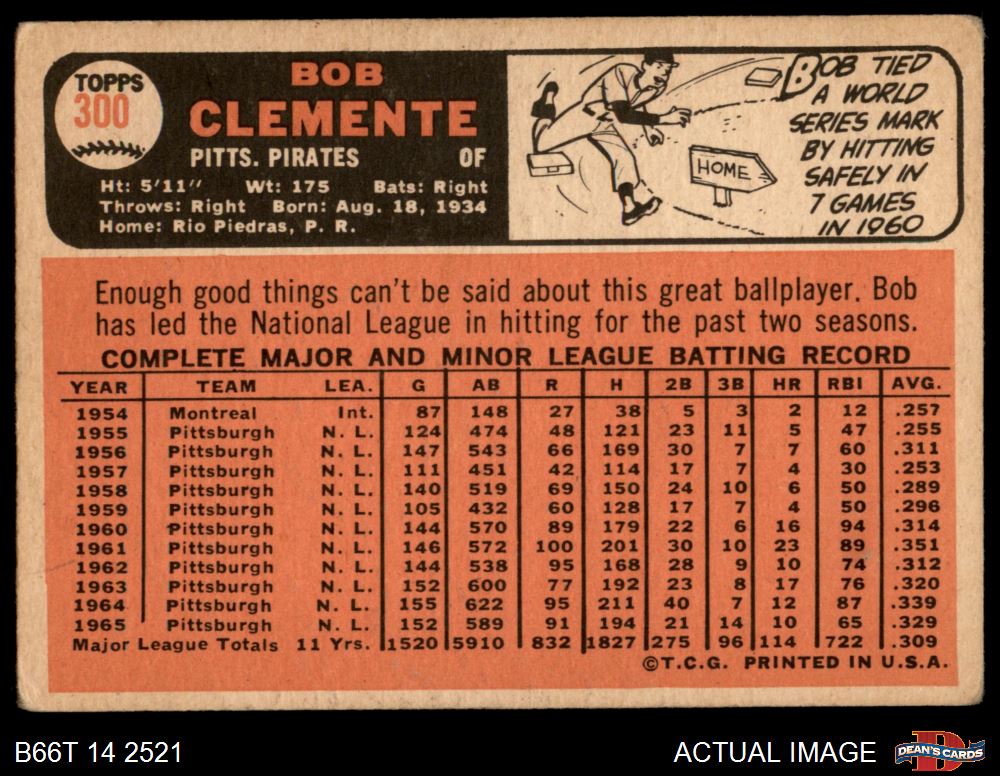 TOPPS
300
BOB
CLEMENTE
PITTS. PIRATES OF
Ht: 5'11" Wt: 175 Bats: Right
Throws: Right Born: Aug. 18, 1934
Home: Rio Piedras, P. R.
HOME
BOB TIED
A WORLD
SERIES MARK
BY HITTING
SAFELY IN
7 GAMES
IN 1960
Enough good things can't be said about this great ballplayer. Bob
has led the National League in hitting for the past two seasons.
COMPLETE MAJOR AND MINOR LEAGUE BATTING RECORD
YEAR TEAM LEA. G AB R H 2B 3B HR RBI AVG.
1954 Montreal Int. 87 148 27 38 5 3 2 12 .257
1955 Pittsburgh N. L. 124 474 48 121 23 11 5 47 .255
1956 Pittsburgh N. L. 147 543 66 169 30 7 7 60 .311
1957 Pittsburgh N. L. 111 451 42 114 17 7 4 30 .253
1958 Pittsburgh N. L. 140 519 69 150 24 10 6 50 .289
1959 Pittsburgh N. L. 105 432 60 128 17 7 4 50 .296
1960 Pittsburgh N. L. 144 570 89 179 22 6 16 94 .314
1961 Pittsburgh N. L. 146 572 100 201 30 10 23 89 .351
1962 Pittsburgh N. L. 144 538 95 168 28 9 10 74 .312
1963 Pittsburgh N. L. 152 600 77 192 23 8 17 76 .320
1964 Pittsburgh N. L. 155 622 95 211 40 7 12 87 .339
1965 Pittsburgh N. L. 152 589 91 194 21 14 10 65 .329
Major League Totals 11 Yrs. 1520 5910 832 1827 275 96 114 722 .309
©T.C.G. PRINTED IN U.S.A.
B66T 14 2521
ACTUAL IMAGE
D
DEAN'S CARDS